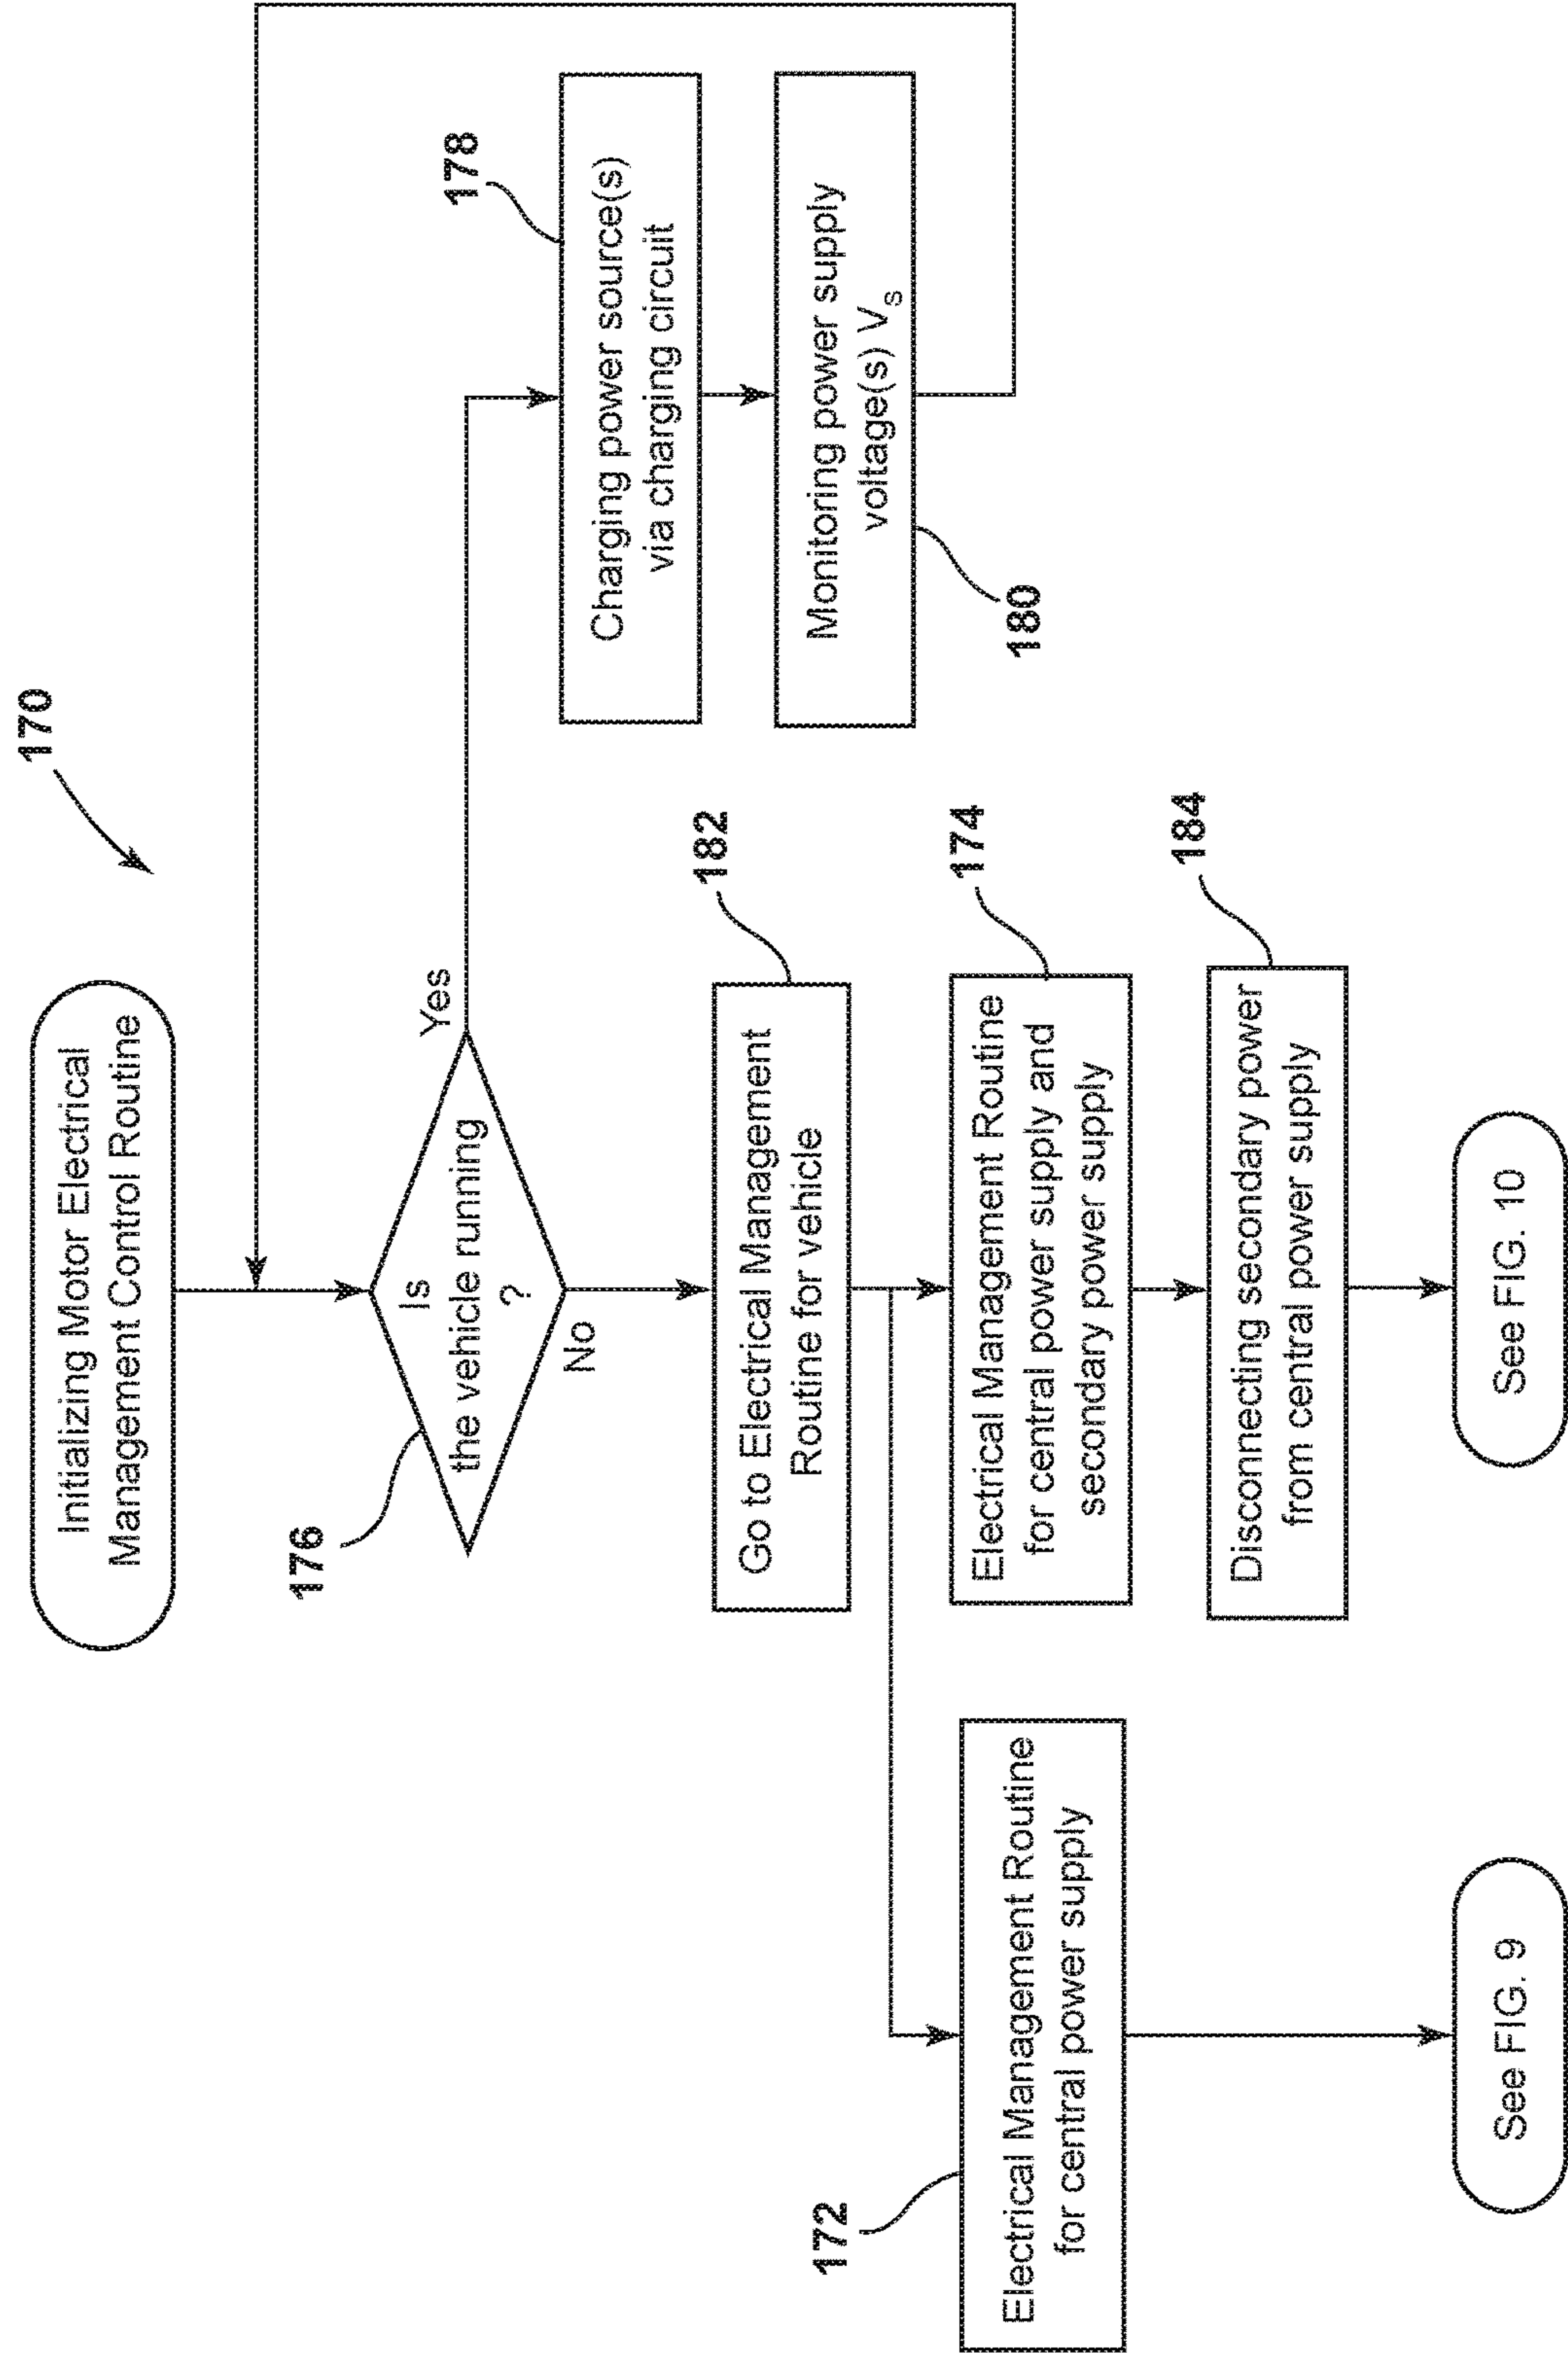 170
Initializing Motor Electrical
Management Control Routine
176
Is
the vehicle running
?
Yes
No
178
Charging power source(s)
via charging circuit
Monitoring power supply
voltage(s) Vs
180
182
Go to Electrical Management
Routine for vehicle
172
Electrical Management Routine
for central power supply
174
Electrical Management Routine
for central power supply and
secondary power supply
184
Disconnecting secondary power
from central power supply
See FIG. 9
See FIG. 10